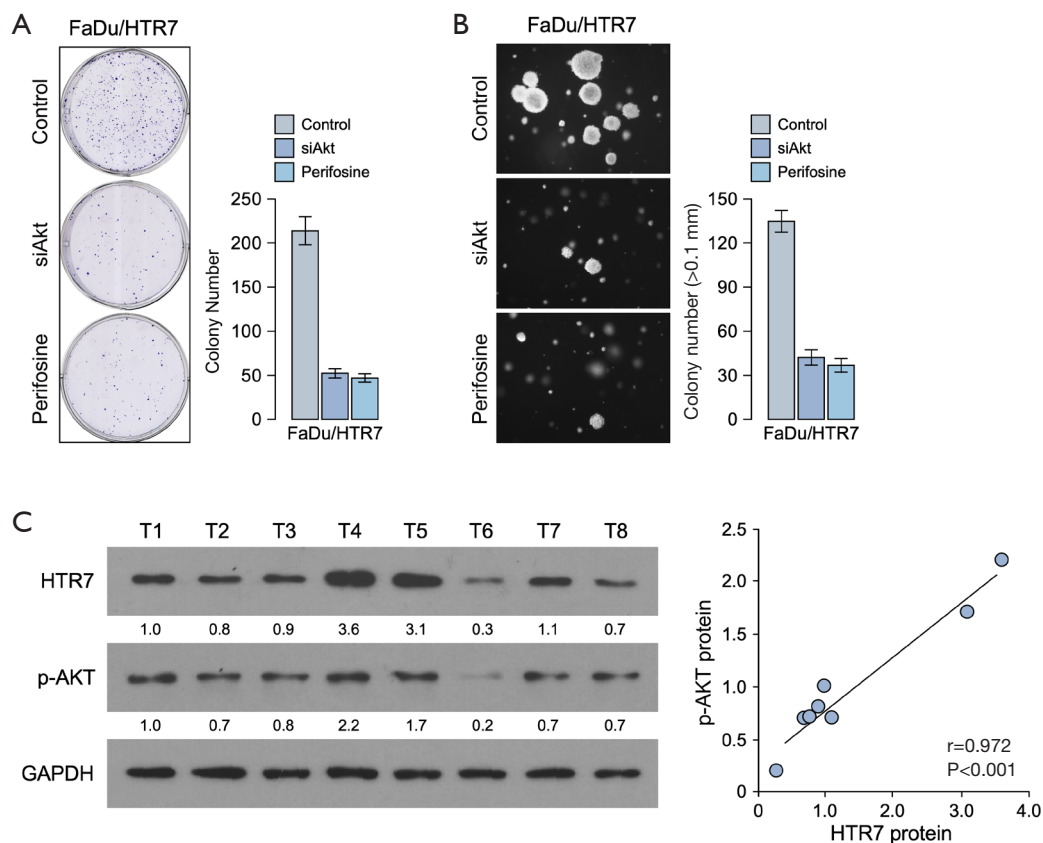 A
FaDu/HTR7
Control
siAkt
Perifosine
Control
siAkt
Perifosine
Colony Number
250
200
150
100
50
0
FaDu/HTR7
B
FaDu/HTR7
Control
siAkt
Perifosine
Control
siAkt
Perifosine
Colony number (>0.1 mm)
150
120
90
60
30
0
FaDu/HTR7
C
T1 T2 T3 T4 T5 T6 T7 T8
HTR7
1.0 0.8 0.9 3.6 3.1 0.3 1.1 0.7
p-AKT
1.0 0.7 0.8 2.2 1.7 0.2 0.7 0.7
GAPDH
p-AKT protein
2.5
2.0
1.5
1.0
0.5
0
r=0.972
P<0.001
0 1.0 2.0 3.0 4.0
HTR7 protein